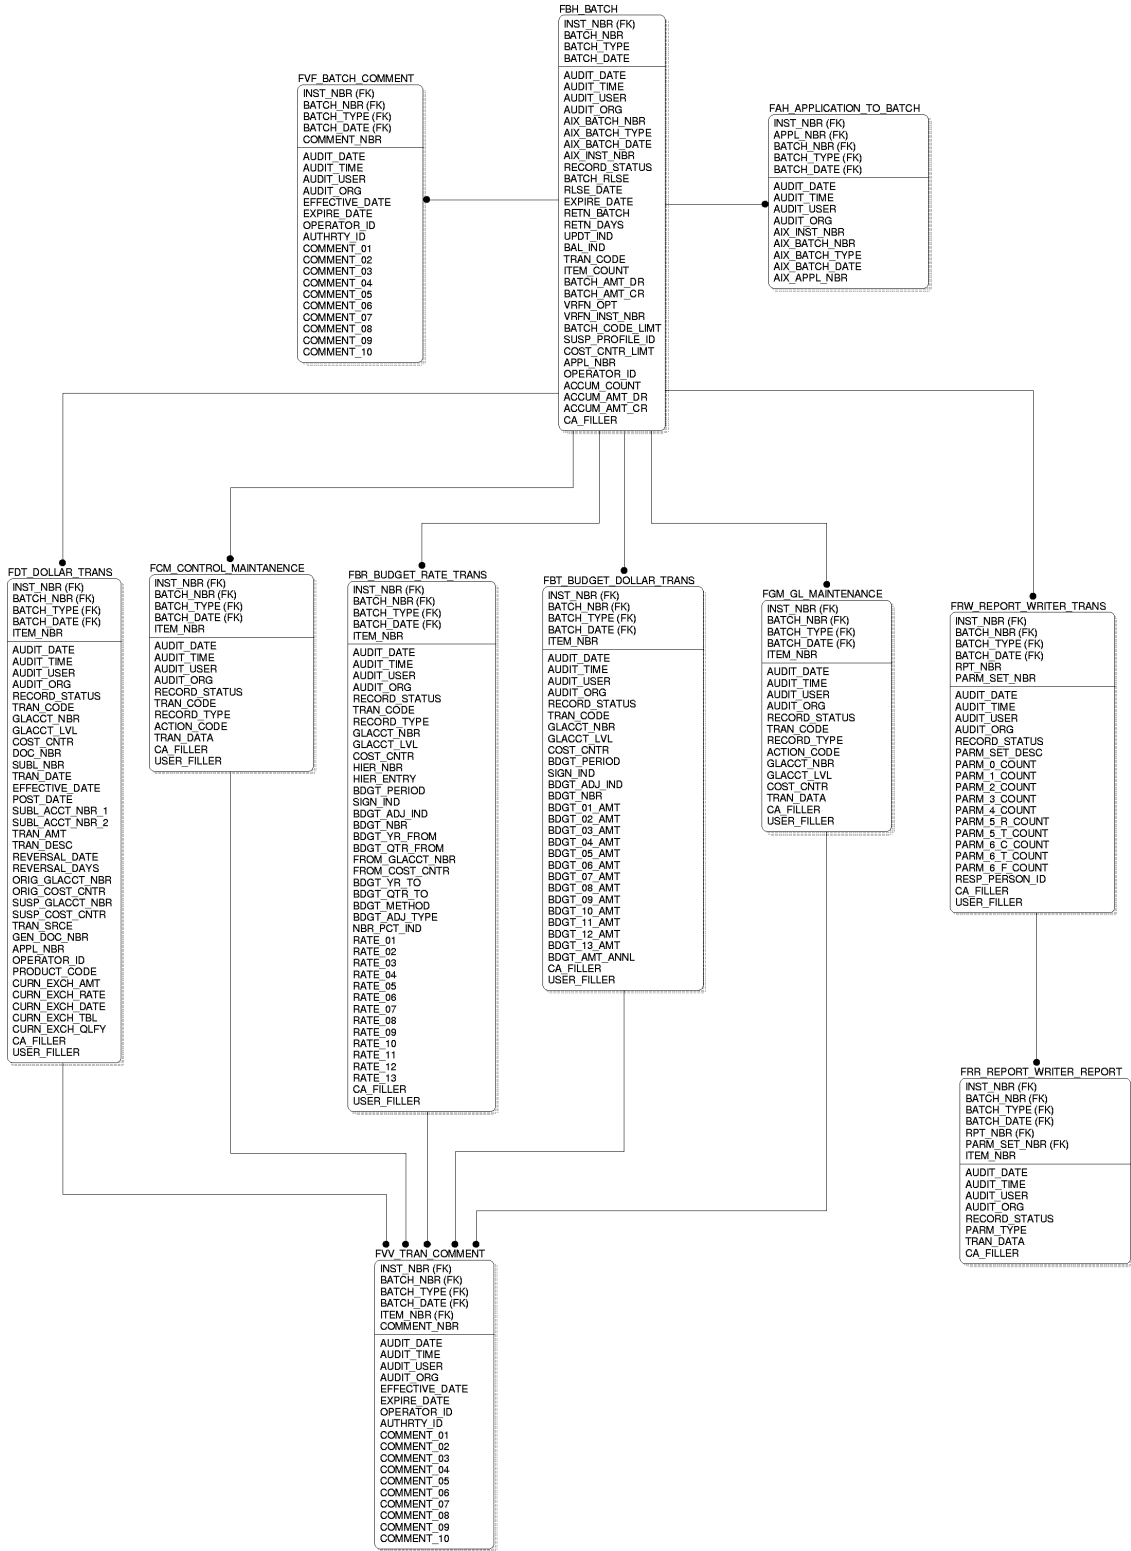 FBH_BATCH
INST_NBR (FK)
BATCH_NBR
BATCH_TYPE
BATCH_DATE
AUDIT_DATE
AUDIT_TIME
AUDIT_USER
AUDIT_ORG
AIX_BATCH_NBR
AIX_BATCH_TYPE
AIX_BATCH_DATE
AIX_INST_NBR
RECORD_STATUS
BATCH_RLSE
RLSE_DATE
EXPIRE_DATE
RETN_BATCH
RETN_DAYS
UPDT_IND
BAL_IND
TRAN_CODE
ITEM_COUNT
BATCH_AMT_DR
BATCH_AMT_CR
VRFN_OPT
VRFN_INST_NBR
BATCH_CODE_LIMT
SUSP_PROFILE_ID
COST_CNTR_LIMT
APPL_NBR
OPERATOR_ID
ACCUM_COUNT
ACCUM_AMT_DR
ACCUM_AMT_CR
CA_FILLER
FVF_BATCH_COMMENT
INST_NBR (FK)
BATCH_NBR (FK)
BATCH_TYPE (FK)
BATCH_DATE (FK)
COMMENT_NBR
AUDIT_DATE
AUDIT_TIME
AUDIT_USER
AUDIT_ORG
EFFECTIVE_DATE
EXPIRE_DATE
OPERATOR_ID
AUTHRTY_ID
COMMENT_01
COMMENT_02
COMMENT_03
COMMENT_04
COMMENT_05
COMMENT_06
COMMENT_07
COMMENT_08
COMMENT_09
COMMENT_10
FAH_APPLICATION_TO_BATCH
INST_NBR (FK)
APPL_NBR (FK)
BATCH_NBR (FK)
BATCH_TYPE (FK)
BATCH_DATE (FK)
AUDIT_DATE
AUDIT_TIME
AUDIT_USER
AUDIT_ORG
AIX_INST_NBR
AIX_BATCH_NBR
AIX_BATCH_TYPE
AIX_BATCH_DATE
AIX_APPL_NBR
FDT_DOLLAR_TRANS
INST_NBR (FK)
BATCH_NBR (FK)
BATCH_TYPE (FK)
BATCH_DATE (FK)
ITEM_NBR
AUDIT_DATE
AUDIT_TIME
AUDIT_USER
AUDIT_ORG
RECORD_STATUS
TRAN_CODE
GLACCT_NBR
GLACCT_LVL
COST_CNTR
DOC_NBR
SUBL_NBR
TRAN_DATE
EFFECTIVE_DATE
POST_DATE
SUBL_ACCT_NBR_1
SUBL_ACCT_NBR_2
TRAN_AMT
TRAN_DESC
REVERSAL_DATE
REVERSAL_DAYS
ORIG_GLACCT_NBR
ORIG_COST_CNTR
SUSP_GLACCT_NBR
SUSP_COST_CNTR
TRAN_SRCE
GEN_DOC_NBR
APPL_NBR
OPERATOR_ID
PRODUCT_CODE
CURN_EXCH_AMT
CURN_EXCH_RATE
CURN_EXCH_DATE
CURN_EXCH_TBL
CURN_EXCH_QLFY
CA_FILLER
USER_FILLER
FCM_CONTROL_MAINTANENCE
INST_NBR (FK)
BATCH_NBR (FK)
BATCH_TYPE (FK)
BATCH_DATE (FK)
ITEM_NBR
AUDIT_DATE
AUDIT_TIME
AUDIT_USER
AUDIT_ORG
RECORD_STATUS
TRAN_CODE
RECORD_TYPE
ACTION_CODE
TRAN_DATA
CA_FILLER
USER_FILLER
FBR_BUDGET_RATE_TRANS
INST_NBR (FK)
BATCH_NBR (FK)
BATCH_TYPE (FK)
BATCH_DATE (FK)
ITEM_NBR
AUDIT_DATE
AUDIT_TIME
AUDIT_USER
AUDIT_ORG
RECORD_STATUS
TRAN_CODE
RECORD_TYPE
GLACCT_NBR
GLACCT_LVL
COST_CNTR
HIER_NBR
HIER_ENTRY
BDGT_PERIOD
SIGN_IND
BDGT_ADJ_IND
BDGT_NBR
BDGT_YR_FROM
BDGT_QTR_FROM
FROM_GLACCT_NBR
FROM_COST_CNTR
BDGT_YR_TO
BDGT_QTR_TO
BDGT_METHOD
BDGT_ADJ_TYPE
NBR_PCT_IND
RATE_01
RATE_02
RATE_03
RATE_04
RATE_05
RATE_06
RATE_07
RATE_08
RATE_09
RATE_10
RATE_11
RATE_12
RATE_13
CA_FILLER
USER_FILLER
FBT_BUDGET_DOLLAR_TRANS
INST_NBR (FK)
BATCH_NBR (FK)
BATCH_TYPE (FK)
BATCH_DATE (FK)
ITEM_NBR
AUDIT_DATE
AUDIT_TIME
AUDIT_USER
AUDIT_ORG
RECORD_STATUS
TRAN_CODE
GLACCT_NBR
GLACCT_LVL
COST_CNTR
BDGT_PERIOD
SIGN_IND
BDGT_ADJ_IND
BDGT_NBR
BDGT_01_AMT
BDGT_02_AMT
BDGT_03_AMT
BDGT_04_AMT
BDGT_05_AMT
BDGT_06_AMT
BDGT_07_AMT
BDGT_08_AMT
BDGT_09_AMT
BDGT_10_AMT
BDGT_11_AMT
BDGT_12_AMT
BDGT_13_AMT
BDGT_AMT_ANNL
CA_FILLER
USER_FILLER
FGM_GL_MAINTENANCE
INST_NBR (FK)
BATCH_NBR (FK)
BATCH_TYPE (FK)
BATCH_DATE (FK)
ITEM_NBR
AUDIT_DATE
AUDIT_TIME
AUDIT_USER
AUDIT_ORG
RECORD_STATUS
TRAN_CODE
RECORD_TYPE
ACTION_CODE
GLACCT_NBR
GLACCT_LVL
COST_CNTR
TRAN_DATA
CA_FILLER
USER_FILLER
FRW_REPORT_WRITER_TRANS
INST_NBR (FK)
BATCH_NBR (FK)
BATCH_TYPE (FK)
BATCH_DATE (FK)
RPT_NBR
PARM_SET_NBR
AUDIT_DATE
AUDIT_TIME
AUDIT_USER
AUDIT_ORG
RECORD_STATUS
PARM_SET_DESC
PARM_0_COUNT
PARM_1_COUNT
PARM_2_COUNT
PARM_3_COUNT
PARM_4_COUNT
PARM_5_R_COUNT
PARM_5_T_COUNT
PARM_6_C_COUNT
PARM_6_T_COUNT
PARM_6_F_COUNT
RESP_PERSON_ID
CA_FILLER
USER_FILLER
FRR_REPORT_WRITER_REPORT
INST_NBR (FK)
BATCH_NBR (FK)
BATCH_TYPE (FK)
BATCH_DATE (FK)
RPT_NBR (FK)
PARM_SET_NBR (FK)
ITEM_NBR
AUDIT_DATE
AUDIT_TIME
AUDIT_USER
AUDIT_ORG
RECORD_STATUS
PARM_TYPE
TRAN_DATA
CA_FILLER
FVV_TRAN_COMMENT
INST_NBR (FK)
BATCH_NBR (FK)
BATCH_TYPE (FK)
BATCH_DATE (FK)
ITEM_NBR (FK)
COMMENT_NBR
AUDIT_DATE
AUDIT_TIME
AUDIT_USER
AUDIT_ORG
EFFECTIVE_DATE
EXPIRE_DATE
OPERATOR_ID
AUTHRTY_ID
COMMENT_01
COMMENT_02
COMMENT_03
COMMENT_04
COMMENT_05
COMMENT_06
COMMENT_07
COMMENT_08
COMMENT_09
COMMENT_10